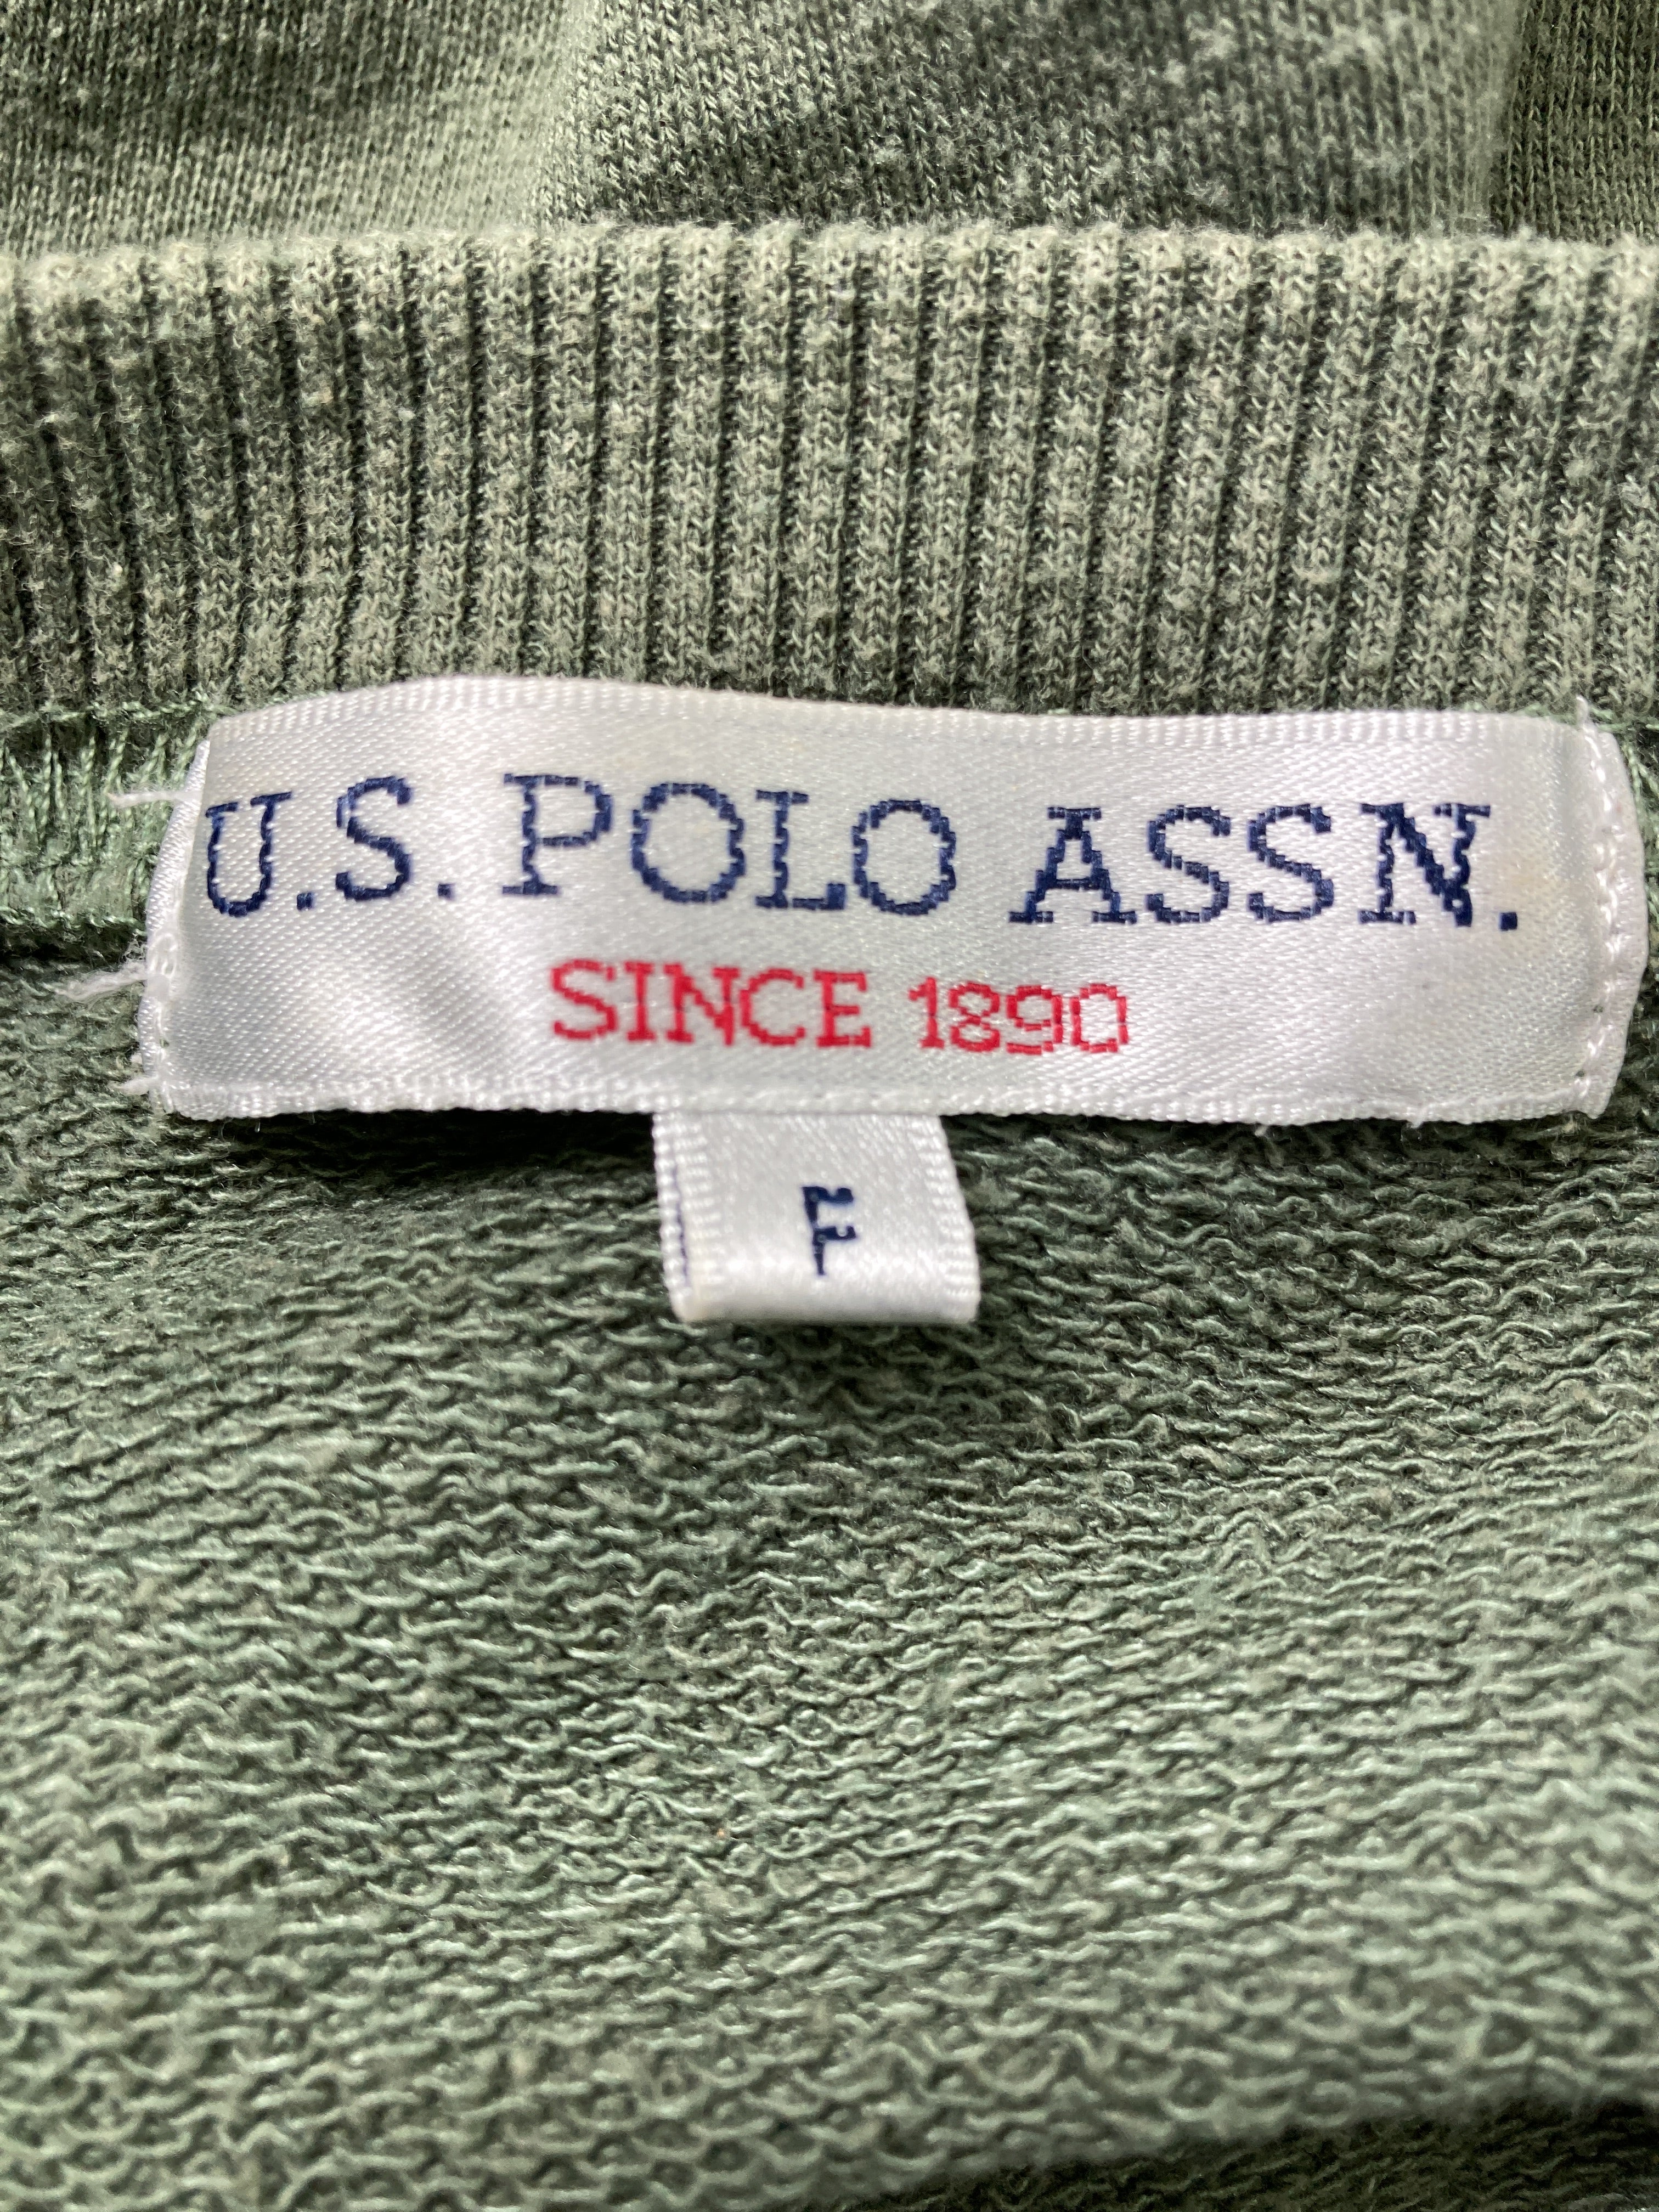 U.S. POLO ASSN.
SINCE 1890
F